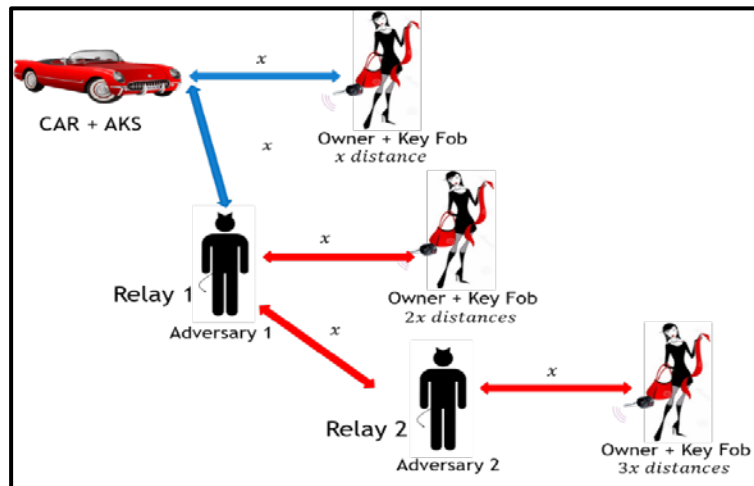 x
CAR + AKS
Owner + Key Fob
x distance
x
x
Relay 1
Adversary 1
Owner + Key Fob
2x distances
x
x
Relay 2
Adversary 2
Owner + Key Fob
3x distances